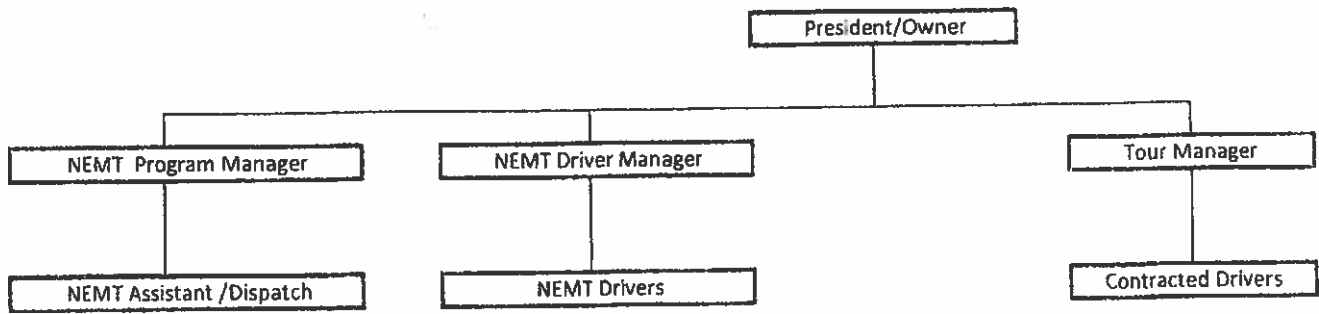 President/Owner
NEMT Program Manager
NEMT Driver Manager
Tour Manager
NEMT Assistant /Dispatch
NEMT Drivers
Contracted Drivers